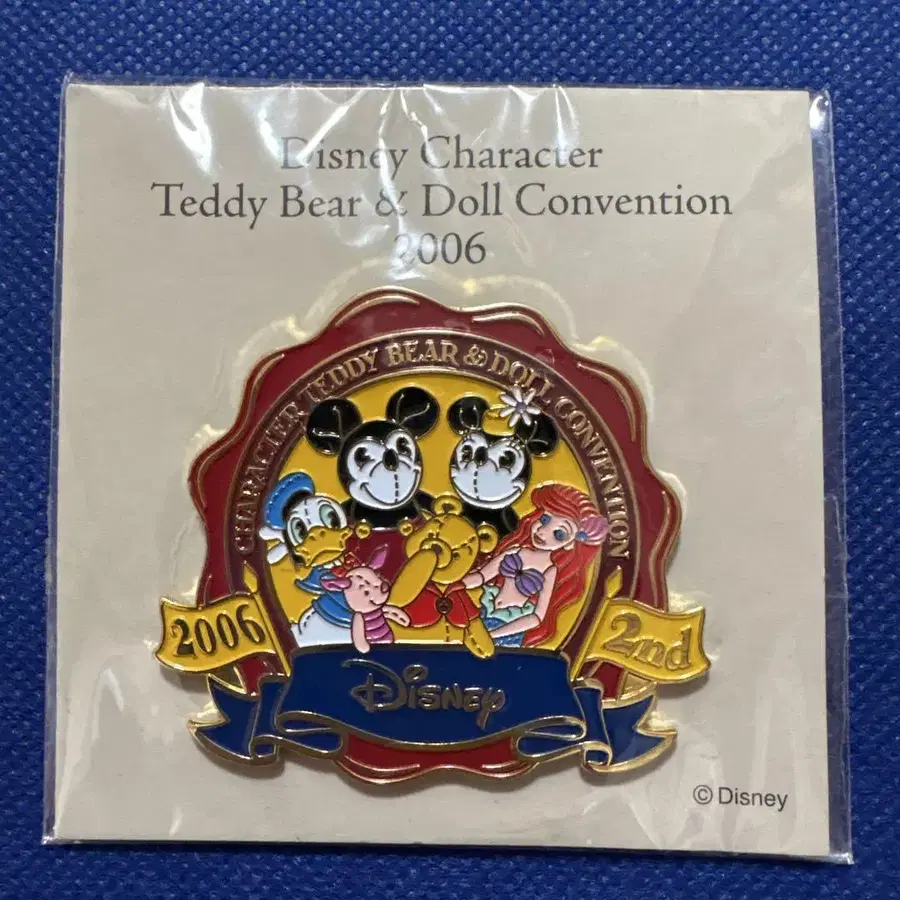 Disney Character
Teddy Bear & Doll Convention
2006
CHARACTER TEDDY BEAR & DOLL CONVENTION
2006
2nd
Disney
© Disney